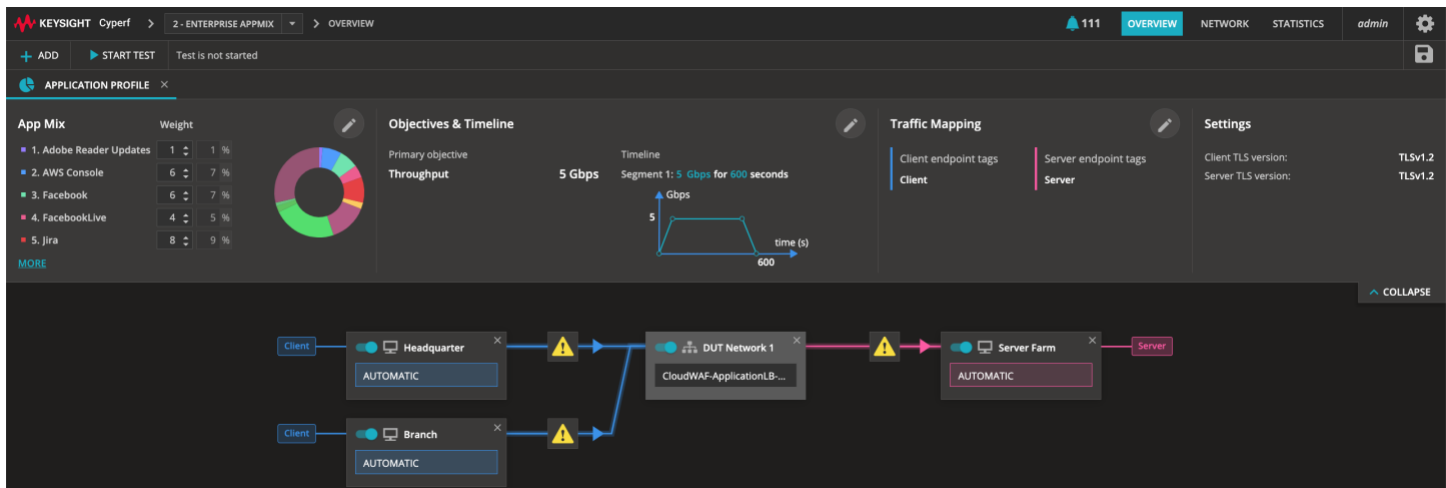 KEYSIGHT Cyperf > 2 - ENTERPRISE APPMIX > OVERVIEW 111 OVERVIEW NETWORK STATISTICS admin
+ ADD START TEST Test is not started
APPLICATION PROFILE ×
App Mix Weight
1. Adobe Reader Updates 1 1 %
2. AWS Console 6 7 %
3. Facebook 6 7 %
4. FacebookLive 4 5 %
5. Jira 8 9 %
MORE
Objectives & Timeline
Primary objective
Throughput 5 Gbps
Timeline
Segment 1: 5 Gbps for 600 seconds
Gbps
5
time (s)
600
Traffic Mapping
Client endpoint tags
Client
Server endpoint tags
Server
Settings
Client TLS version: TLSv1.2
Server TLS version: TLSv1.2
COLLAPSE
Client Headquarter × DUT Network 1 × Server Farm × Server
AUTOMATIC CloudWAF-ApplicationLB-... AUTOMATIC
Client Branch ×
AUTOMATIC